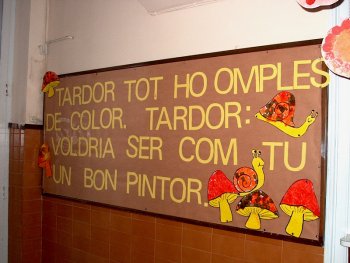 TARDOR TOT HO OMPLES
DE COLOR. TARDOR:
VOLDRIA SER COM TU
UN BON PINTOR.